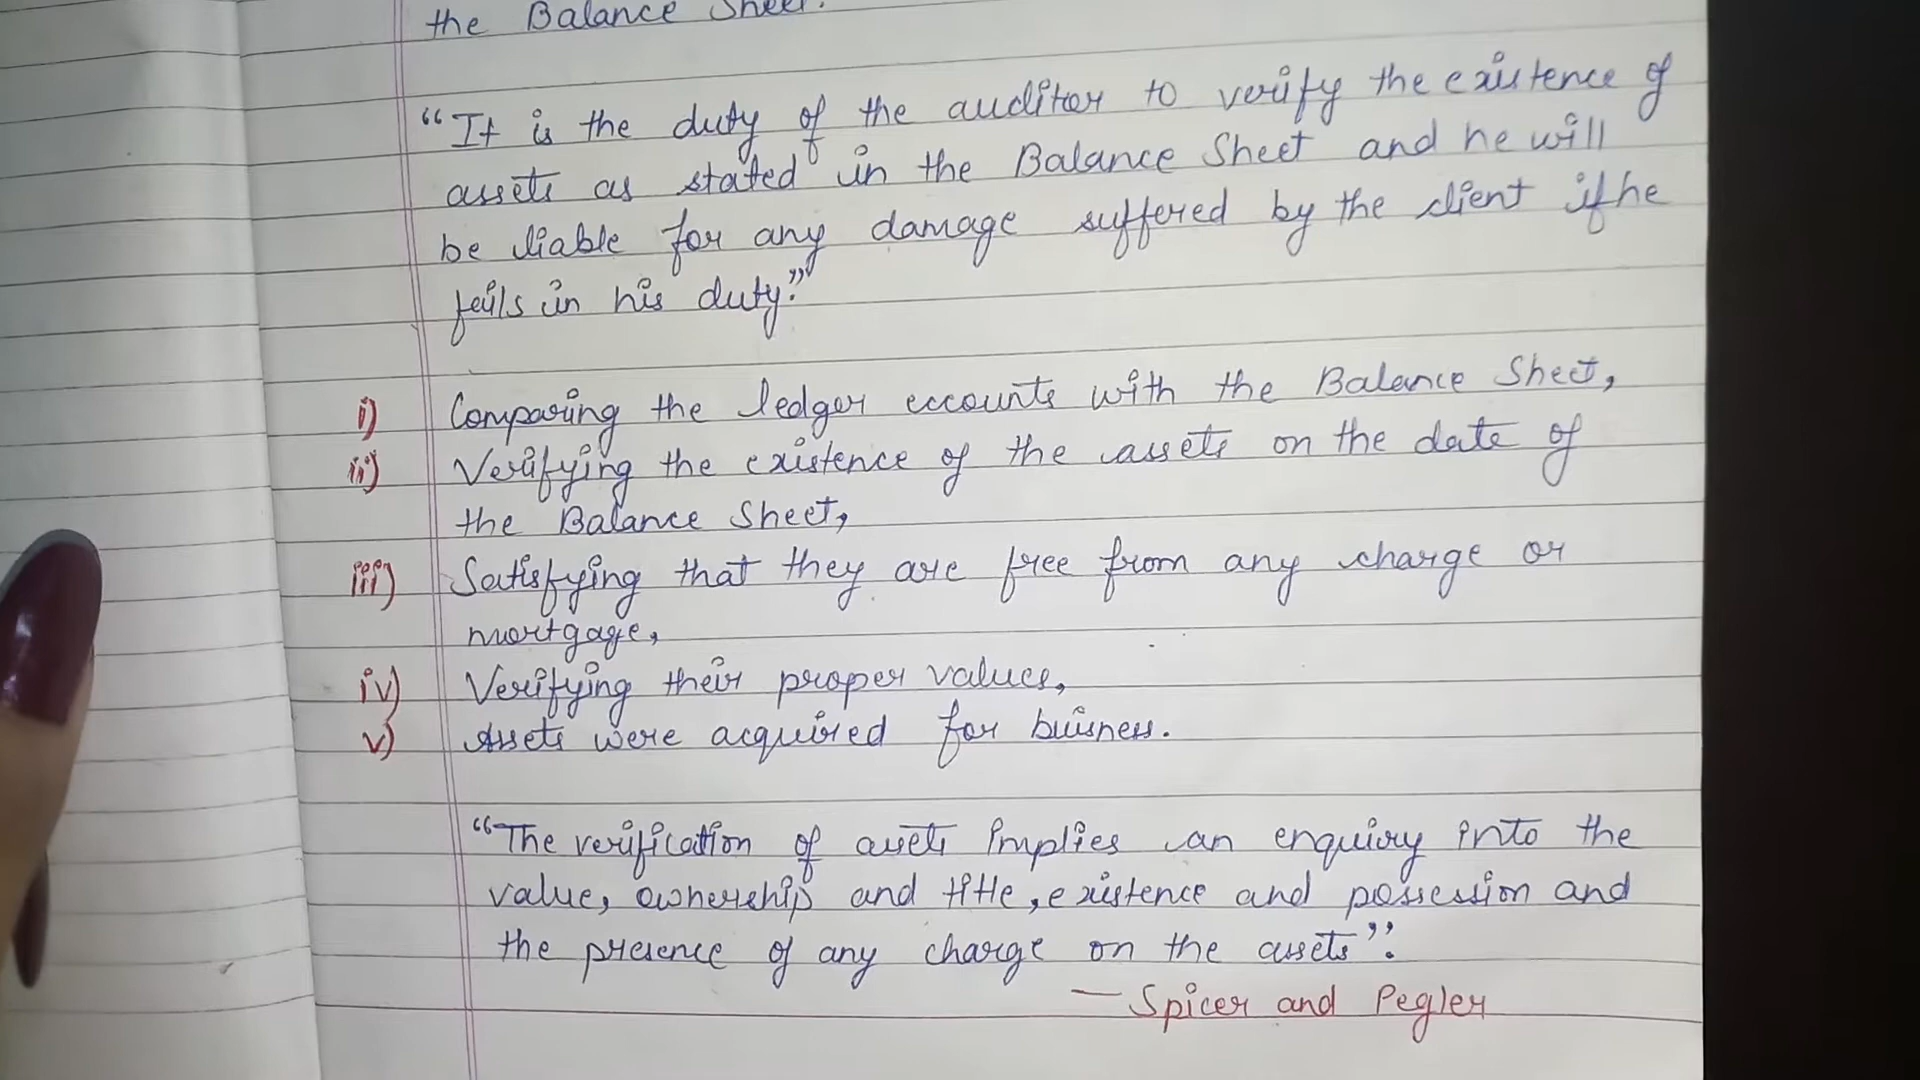 the Balance Sheet.
"It is the duty of the auditor to verify the existence of
assets as stated in the Balance Sheet and he will
be liable for any damage suffered by the client if he
fails in his duty."
i) Comparing the ledger accounts with the Balance Sheet,
ii) Verifying the existence of the assets on the date of
the Balance Sheet,
iii) Satisfying that they are free from any charge or
mortgage,
iv) Verifying their proper values,
v) Assets were acquired for buisness.
"The verification of assets implies an enquiry into the
value, ownership and title, existence and possession and
the presence of any charge on the assets".
— Spicer and Pegler